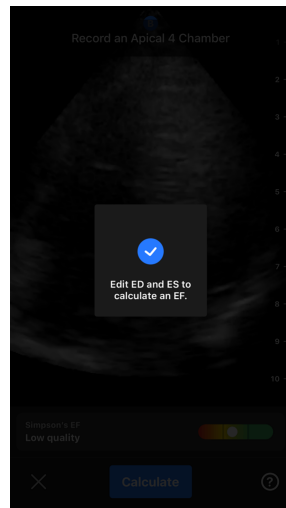 Record an Apical 4 Chamber
2
3
4
5
6
Edit ED and ES to
calculate an EF.
7
8
9
10
Simpson's EF
Low quality
Calculate
?